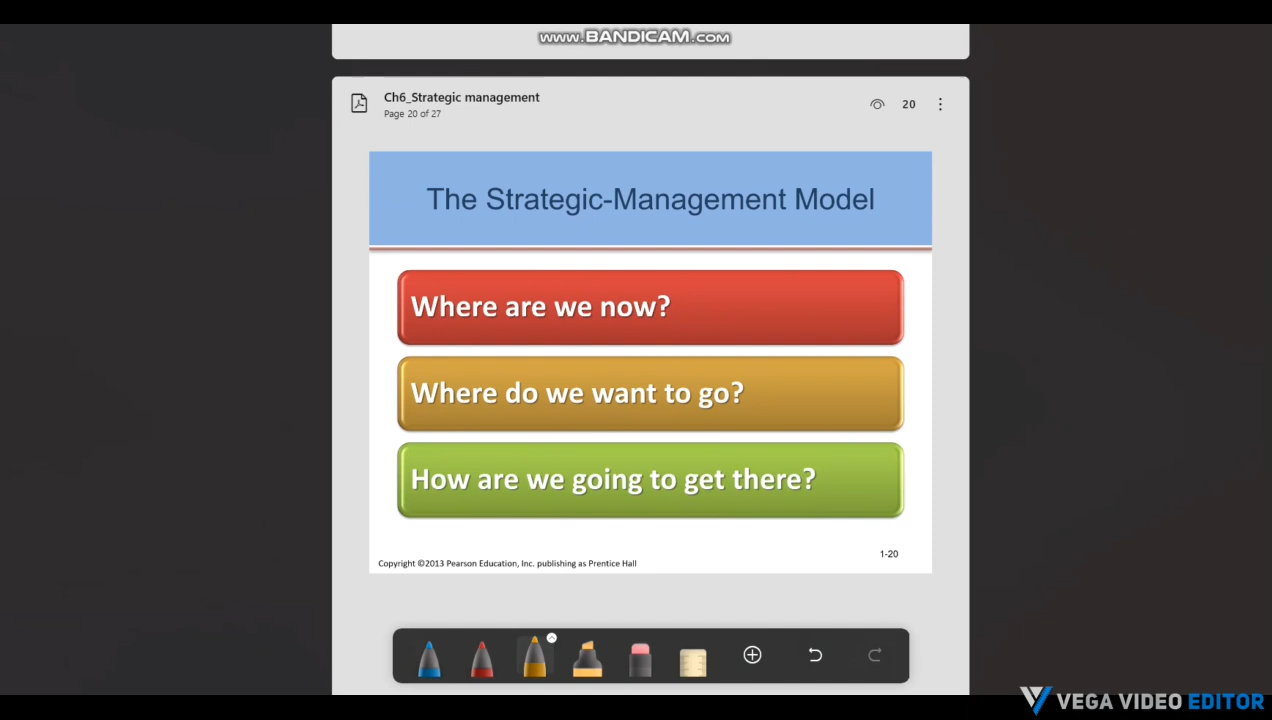 www.BANDICAM.com
Ch6_Strategic management
Page 20 of 27
20
The Strategic-Management Model
Where are we now?
Where do we want to go?
How are we going to get there?
1-20
Copyright ©2013 Pearson Education, Inc. publishing as Prentice Hall
VEGA VIDEO EDITOR